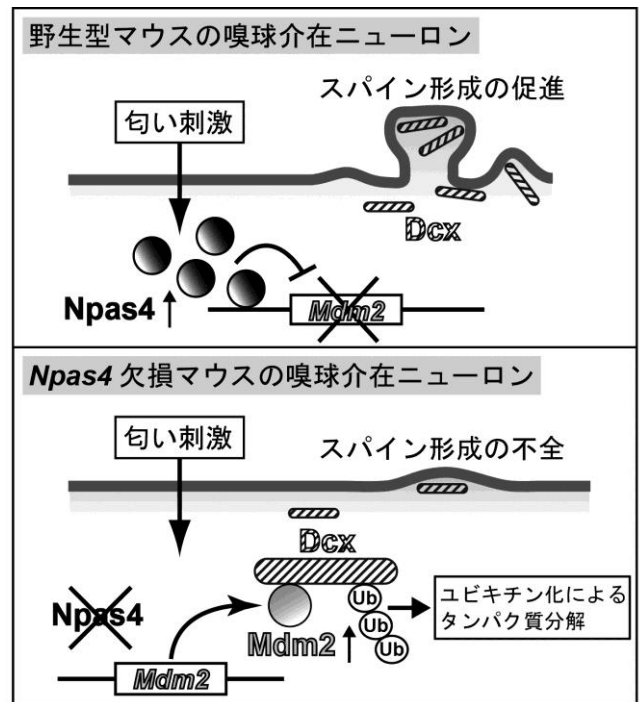 野生型マウスの嗅球介在ニューロン
スパイン形成の促進
匂い刺激
Dcx
Npas4
Mdm2
Npas4 欠損マウスの嗅球介在ニューロン
匂い刺激
スパイン形成の不全
Dcx
Npas4
Ub
Ub
Ub
Mdm2
ユビキチン化による
タンパク質分解
Mdm2